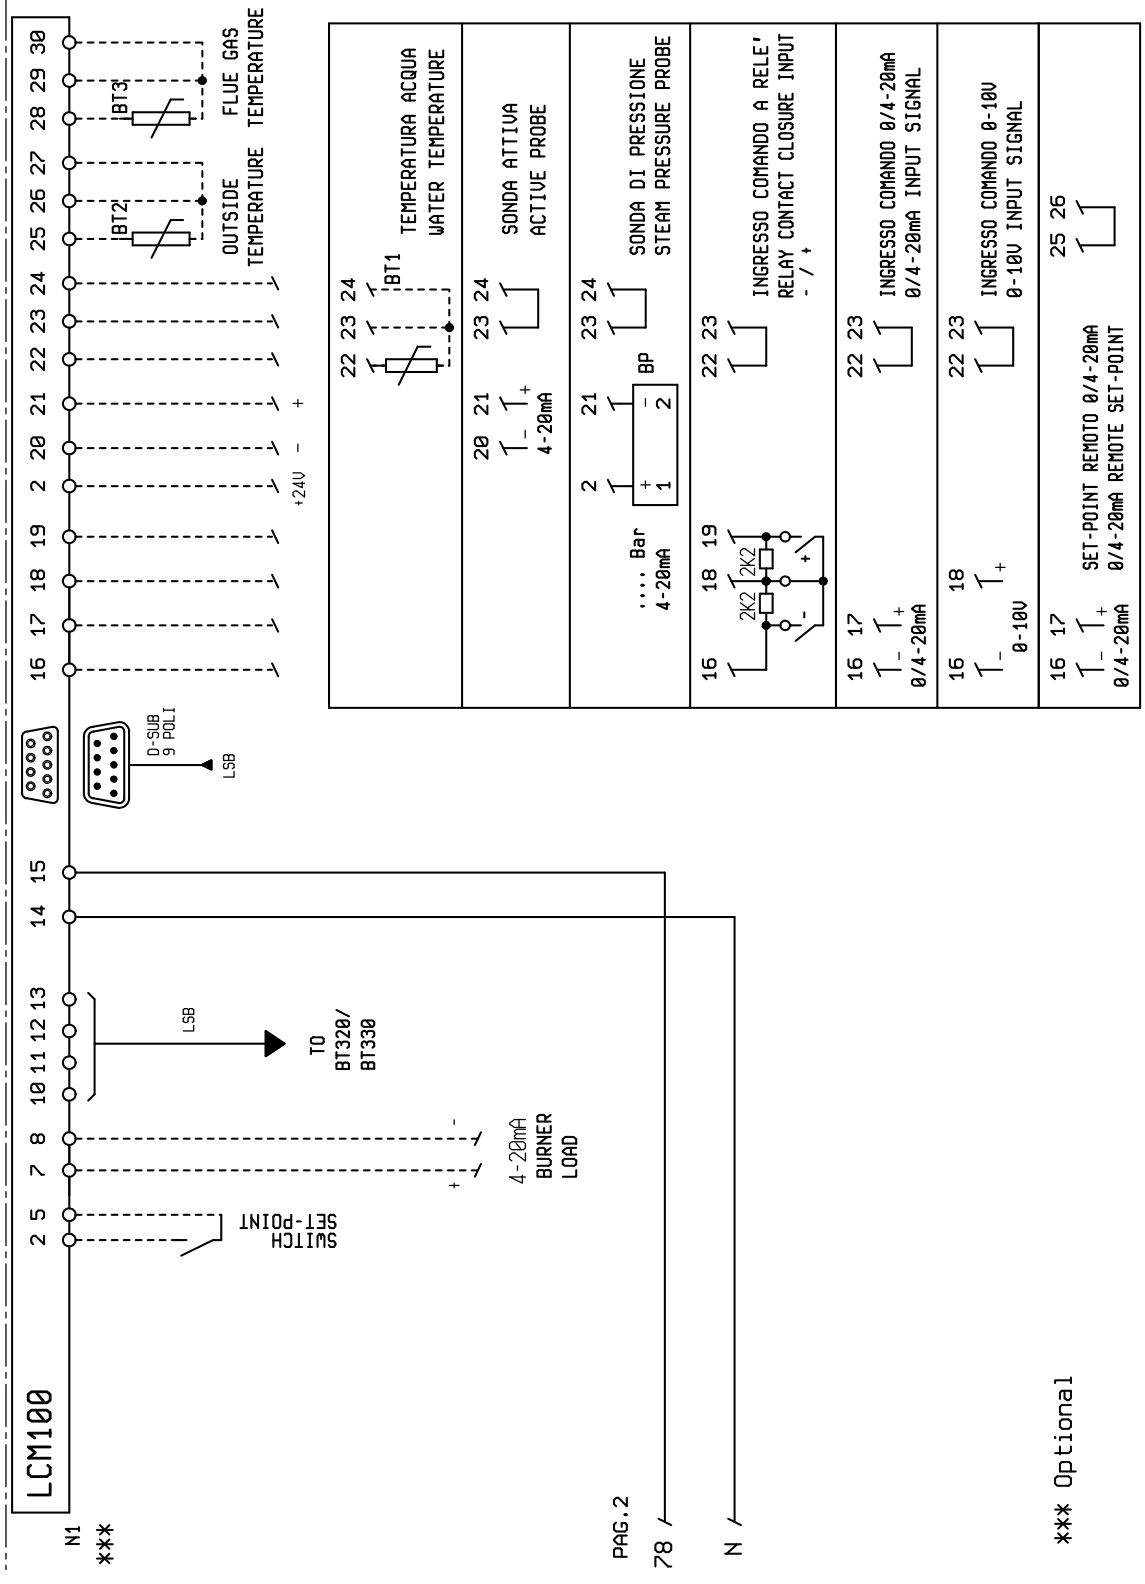 LCM100
N1
***
2 5 7 8 10 11 12 13 14 15 16 17 18 19 2 20 21 22 23 24 25 26 27 28 29 30
SWITCH
SET-POINT
+
-
4-20mA
BURNER
LOAD
LSB
TO
BT320/
BT330
D-SUB
9 POLI
LSB
+24V - +
BT2
OUTSIDE
TEMPERATURE
BT3
FLUE GAS
TEMPERATURE
22 23 24
BT1
TEMPERATURA ACQUA
WATER TEMPERATURE
20 21 23 24
- +
4-20mA
SONDA ATTIVA
ACTIVE PROBE
2 21 23 24
+ -
1 2
BP
.... Bar
4-20mA
SONDA DI PRESSIONE
STEAM PRESSURE PROBE
16 18 19 22 23
2K2 2K2
- +
INGRESSO COMANDO A RELE'
RELAY CONTACT CLOSURE INPUT
- / +
16 17 22 23
- +
0/4-20mA
INGRESSO COMANDO 0/4-20mA
0/4-20mA INPUT SIGNAL
16 18 22 23
- +
0-10V
INGRESSO COMANDO 0-10V
0-10V INPUT SIGNAL
16 17 25 26
- +
0/4-20mA
SET-POINT REMOTO 0/4-20mA
0/4-20mA REMOTE SET-POINT
PAG.2
78
N
*** Optional